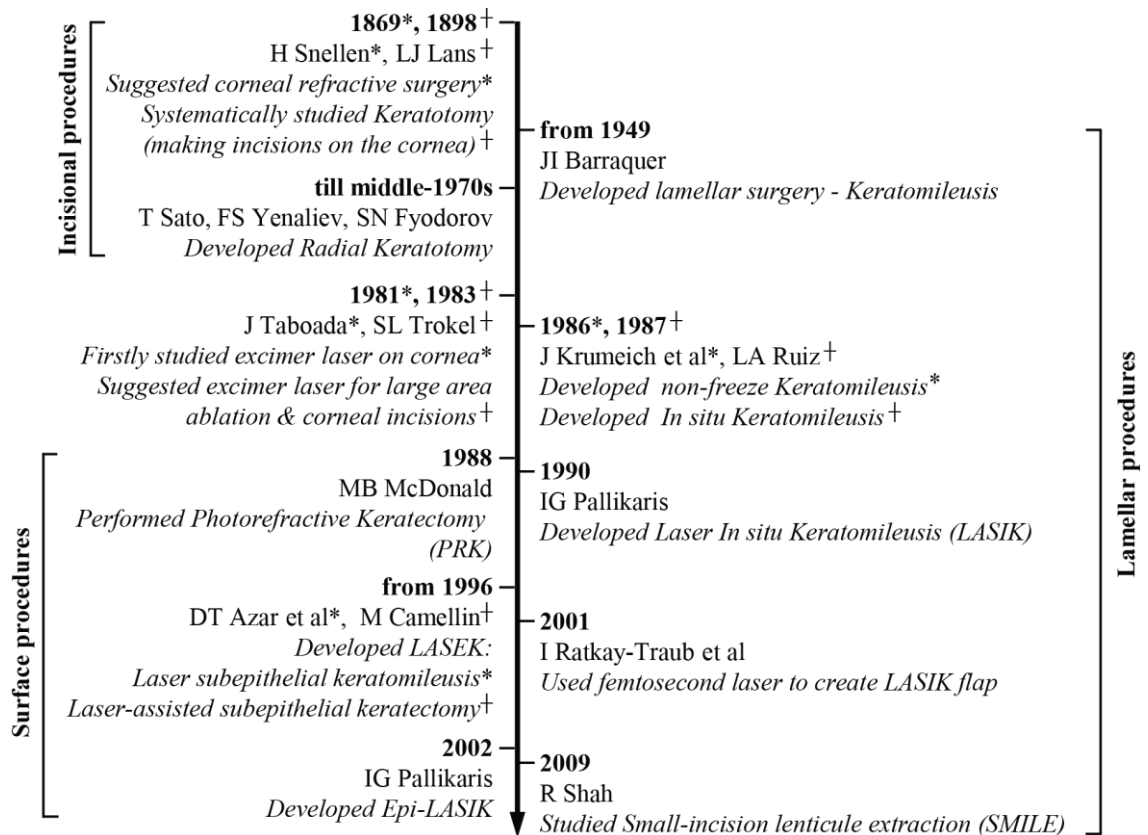 Incisional procedures
1869*, 1898†
H Snellen*, LJ Lans†
Suggested corneal refractive surgery*
Systematically studied Keratotomy
(making incisions on the cornea)†
till middle-1970s
T Sato, FS Yenaliev, SN Fyodorov
Developed Radial Keratotomy
1981*, 1983†
J Taboada*, SL Trokel†
Firstly studied excimer laser on cornea*
Suggested excimer laser for large area
ablation & corneal incisions†
Surface procedures
1988
MB McDonald
Performed Photorefractive Keratectomy
(PRK)
from 1996
DT Azar et al*, M Camellin†
Developed LASEK:
Laser subepithelial keratomileusis*
Laser-assisted subepithelial keratectomy†
2002
IG Pallikaris
Developed Epi-LASIK
Lamellar procedures
from 1949
JI Barraquer
Developed lamellar surgery - Keratomileusis
1986*, 1987†
J Krumeich et al*, LA Ruiz†
Developed non-freeze Keratomileusis*
Developed In situ Keratomileusis†
1990
IG Pallikaris
Developed Laser In situ Keratomileusis (LASIK)
2001
I Ratkay-Traub et al
Used femtosecond laser to create LASIK flap
2009
R Shah
Studied Small-incision lenticule extraction (SMILE)